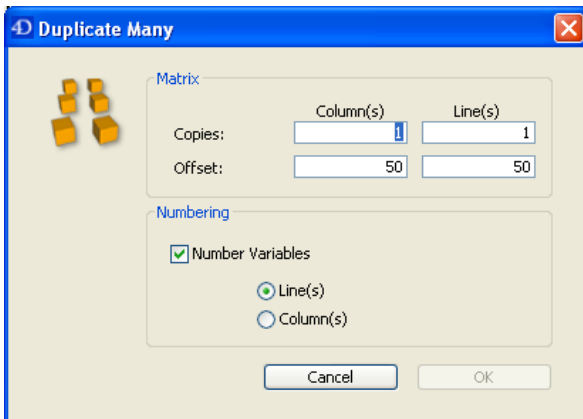 4D Duplicate Many
Matrix
Column(s) Line(s)
Copies: 1 1
Offset: 50 50
Numbering
Number Variables
Line(s)
Column(s)
Cancel OK